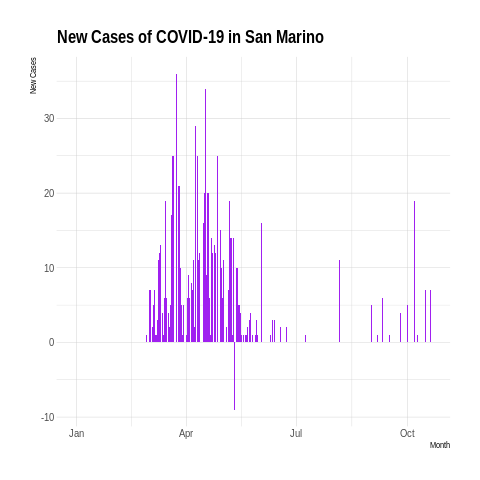 New Cases of COVID-19 in San Marino
New Cases
30
20
10
0
-10
Jan Apr Jul Oct
Month